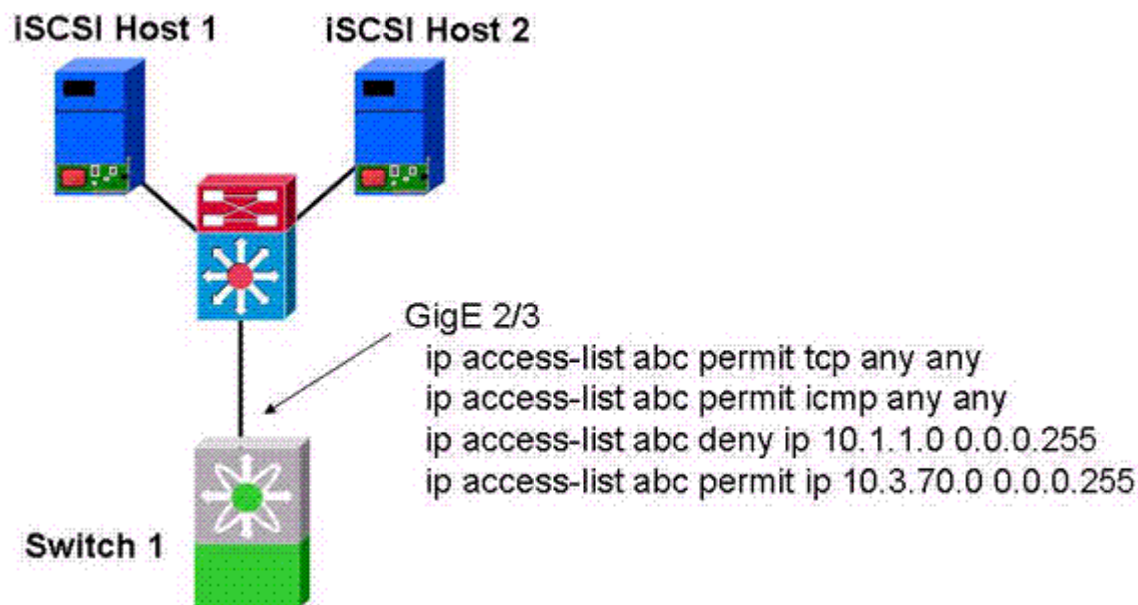 iSCSI Host 1
iSCSI Host 2
GigE 2/3
ip access-list abc permit tcp any any
ip access-list abc permit icmp any any
ip access-list abc deny ip 10.1.1.0 0.0.0.255
ip access-list abc permit ip 10.3.70.0 0.0.0.255
Switch 1